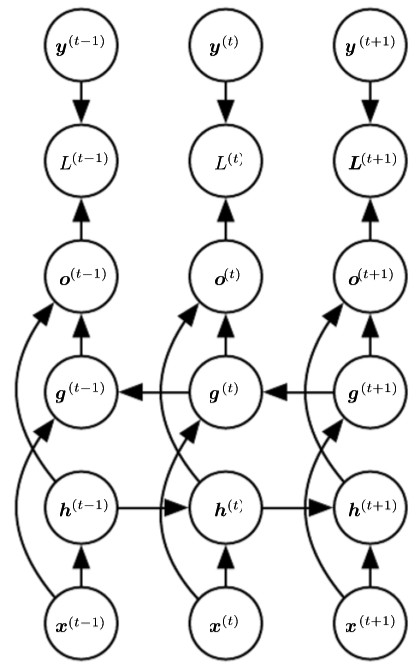 y^(t−1) y^(t) y^(t+1)
L^(t−1) L^(t) L^(t+1)
o^(t−1) o^(t) o^(t+1)
g^(t−1) g^(t) g^(t+1)
h^(t−1) h^(t) h^(t+1)
x^(t−1) x^(t) x^(t+1)